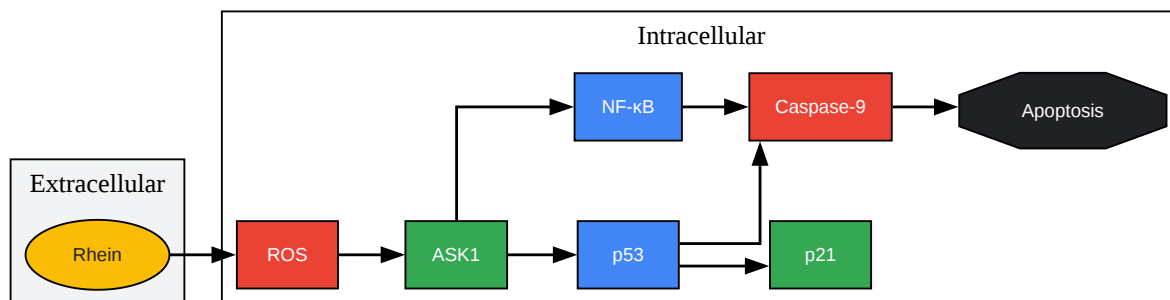 Intracellular
NF-κB
Caspase-9
Apoptosis
Extracellular
Rhein
ROS
ASK1
p53
p21